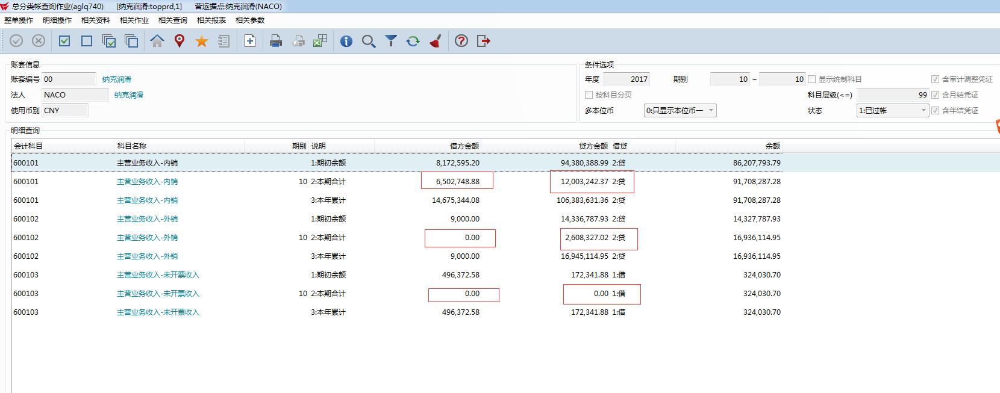 总分类帐查询作业(aglq740) [纳克润滑:topprd,1] 营运据点:纳克润滑(NACO)
整单操作 明细操作 相关资料 相关作业 相关查询 相关报表 相关参数
账套信息
账套编号 00 纳克润滑
法人 NACO 纳克润滑
使用币别 CNY
条件选项
年度 2017 期别 10 ~ 10 显示统制科目 含审计调整凭证
按科目分页 科目层级(<=) 99 含月结凭证
多本位币 0:只显示本位币一 状态 1:已过帐 含年结凭证
明细查询
会计科目 科目名称 期别 说明 借方金额 贷方金额 借贷 余额
600101 主营业务收入-内销 1:期初余额 8,172,595.20 94,380,388.99 2:贷 86,207,793.79
600101 主营业务收入-内销 10 2:本期合计 6,502,748.88 12,003,242.37 2:贷 91,708,287.28
600101 主营业务收入-内销 3:本年累计 14,675,344.08 106,383,631.36 2:贷 91,708,287.28
600102 主营业务收入-外销 1:期初余额 9,000.00 14,336,787.93 2:贷 14,327,787.93
600102 主营业务收入-外销 10 2:本期合计 0.00 2,608,327.02 2:贷 16,936,114.95
600102 主营业务收入-外销 3:本年累计 9,000.00 16,945,114.95 2:贷 16,936,114.95
600103 主营业务收入-未开票收入 1:期初余额 496,372.58 172,341.88 1:借 324,030.70
600103 主营业务收入-未开票收入 10 2:本期合计 0.00 0.00 1:借 324,030.70
600103 主营业务收入-未开票收入 3:本年累计 496,372.58 172,341.88 1:借 324,030.70